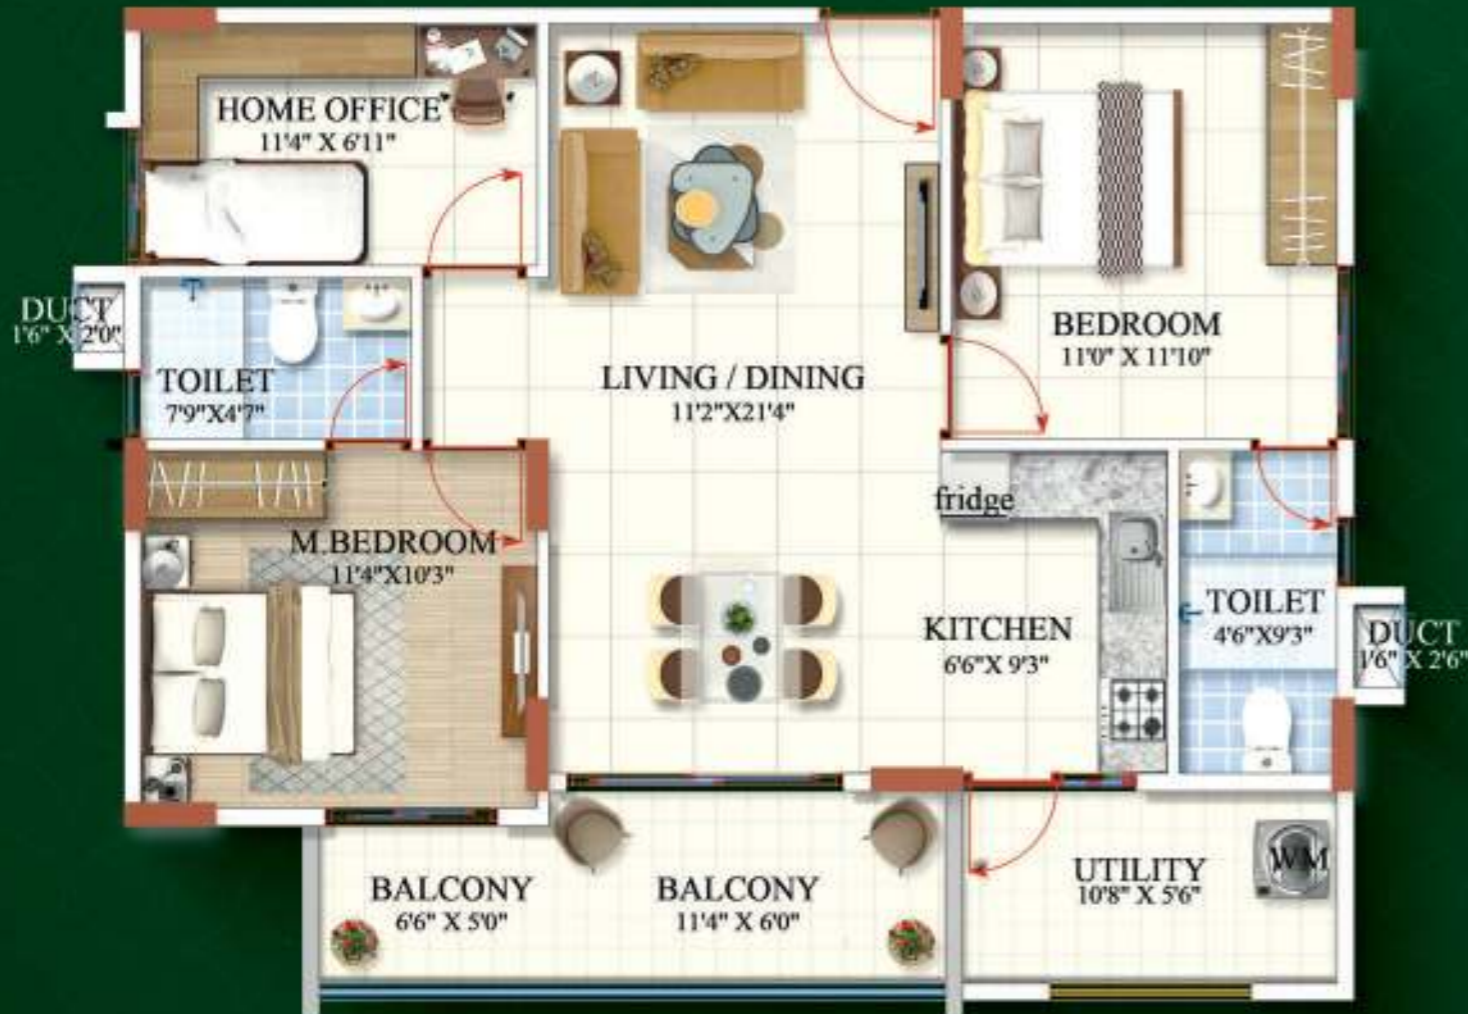 HOME OFFICE
11'4" X 6'11"
DUCT
1'6" X 2'0"
TOILET
7'9"X4'7"
LIVING / DINING
11'2"X21'4"
BEDROOM
11'0" X 11'10"
M.BEDROOM
11'4"X10'3"
fridge
KITCHEN
6'6"X 9'3"
TOILET
4'6"X9'3"
DUCT
1'6" X 2'6"
BALCONY
6'6" X 5'0"
BALCONY
11'4" X 6'0"
UTILITY
10'8" X 5'6"
WM